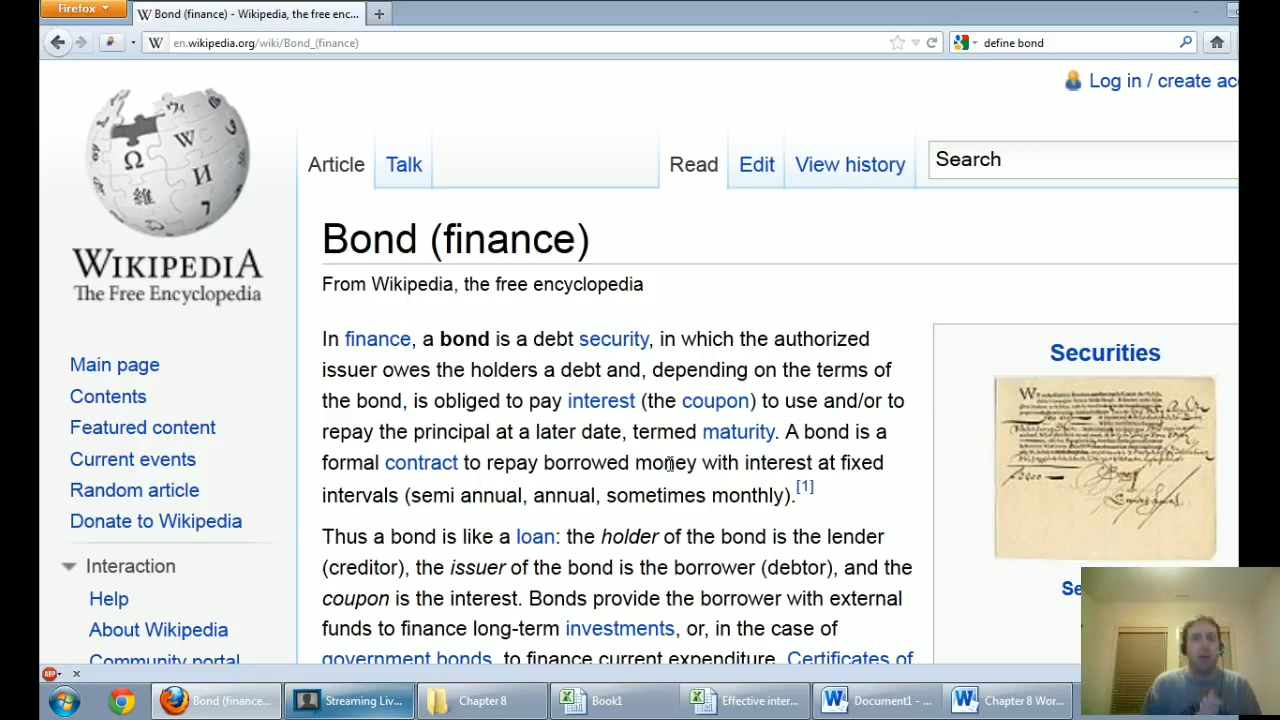 Firefox
Bond (finance) - Wikipedia, the free enc...
en.wikipedia.org/wiki/Bond_(finance)
define bond
Log in / create ac
Article
Talk
Read
Edit
View history
Search
WIKIPEDIA
The Free Encyclopedia
Main page
Contents
Featured content
Current events
Random article
Donate to Wikipedia
Interaction
Help
About Wikipedia
Community portal
Bond (finance)
From Wikipedia, the free encyclopedia
In finance, a bond is a debt security, in which the authorized
issuer owes the holders a debt and, depending on the terms of
the bond, is obliged to pay interest (the coupon) to use and/or to
repay the principal at a later date, termed maturity. A bond is a
formal contract to repay borrowed money with interest at fixed
intervals (semi annual, annual, sometimes monthly).[1]
Thus a bond is like a loan: the holder of the bond is the lender
(creditor), the issuer of the bond is the borrower (debtor), and the
coupon is the interest. Bonds provide the borrower with external
funds to finance long-term investments, or, in the case of
government bonds, to finance current expenditure. Certificates of
Securities
Se
ABP
Bond (finance...
Streaming Liv...
Chapter 8
Book1
Effective inter...
Document1 - ...
Chapter 8 Wor...